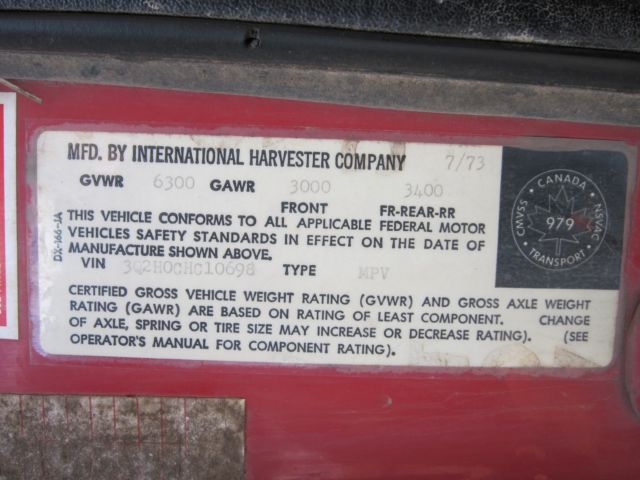 MFD. BY INTERNATIONAL HARVESTER COMPANY 7/73
GVWR 6300 GAWR 3000 3400
FRONT FR-REAR-RR
THIS VEHICLE CONFORMS TO ALL APPLICABLE FEDERAL MOTOR
VEHICLES SAFETY STANDARDS IN EFFECT ON THE DATE OF
MANUFACTURE SHOWN ABOVE.
VIN 3Q2H0CHC10698 TYPE MPV
CERTIFIED GROSS VEHICLE WEIGHT RATING (GVWR) AND GROSS AXLE WEIGHT
RATING (GAWR) ARE BASED ON RATING OF LEAST COMPONENT. CHANGE
OF AXLE, SPRING OR TIRE SIZE MAY INCREASE OR DECREASE RATING). (SEE
OPERATOR'S MANUAL FOR COMPONENT RATING).
DX-166-JA
CANADA
CMVSS
979
NSVAC
TRANSPORT